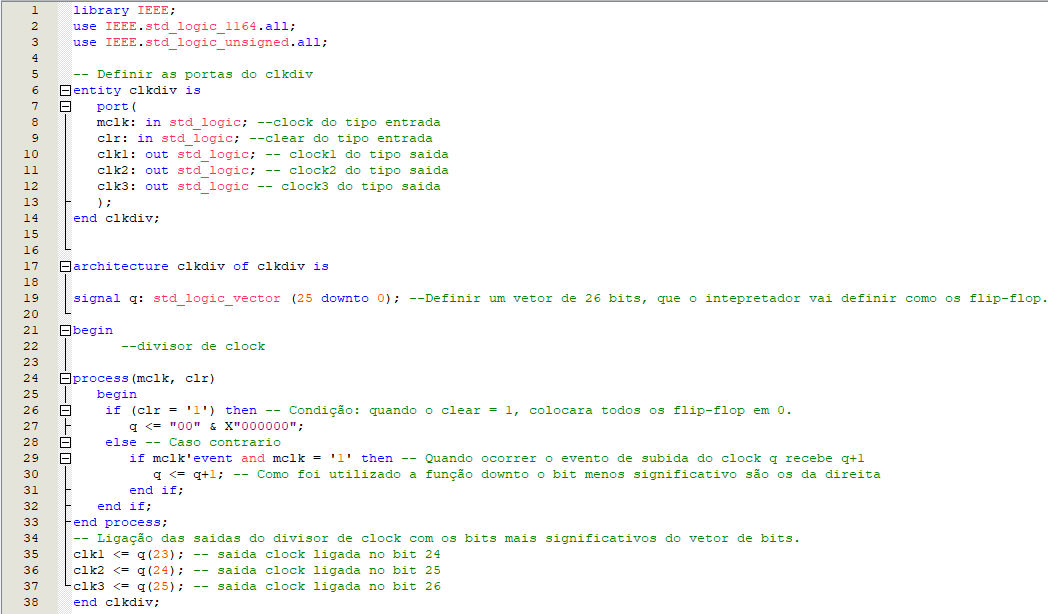 1 library IEEE;
2 use IEEE.std_logic_1164.all;
3 use IEEE.std_logic_unsigned.all;
4
5 -- Definir as portas do clkdiv
6 entity clkdiv is
7 port(
8 mclk: in std_logic; --clock do tipo entrada
9 clr: in std_logic; --clear do tipo entrada
10 clk1: out std_logic; -- clock1 do tipo saida
11 clk2: out std_logic; -- clock2 do tipo saida
12 clk3: out std_logic -- clock3 do tipo saida
13 );
14 end clkdiv;
15
16
17 architecture clkdiv of clkdiv is
18
19 signal q: std_logic_vector (25 downto 0); --Definir um vetor de 26 bits, que o intepretador vai definir como os flip-flop.
20
21 begin
22 --divisor de clock
23
24 process(mclk, clr)
25 begin
26 if (clr = '1') then -- Condição: quando o clear = 1, colocara todos os flip-flop em 0.
27 q <= "00" & X"000000";
28 else -- Caso contrario
29 if mclk'event and mclk = '1' then -- Quando ocorrer o evento de subida do clock q recebe q+1
30 q <= q+1; -- Como foi utilizado a função downto o bit menos significativo são os da direita
31 end if;
32 end if;
33 end process;
34 -- Ligação das saidas do divisor de clock com os bits mais significativos do vetor de bits.
35 clk1 <= q(23); -- saida clock ligada no bit 24
36 clk2 <= q(24); -- saida clock ligada no bit 25
37 clk3 <= q(25); -- saida clock ligada no bit 26
38 end clkdiv;